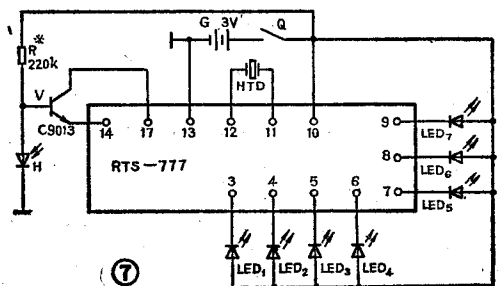 G 3V Q
R *
220k
HTD
V
C9013
14 17 13 12 11 10
9
LED7
H
RTS-777
8
LED6
3 4 5 6
7
LED5
LED1 LED2 LED3 LED4
⑦